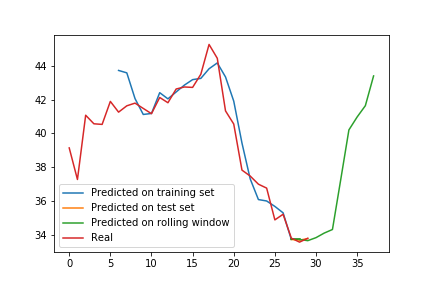 44
42
40
38
36
34
Predicted on training set
Predicted on test set
Predicted on rolling window
Real
0 5 10 15 20 25 30 35